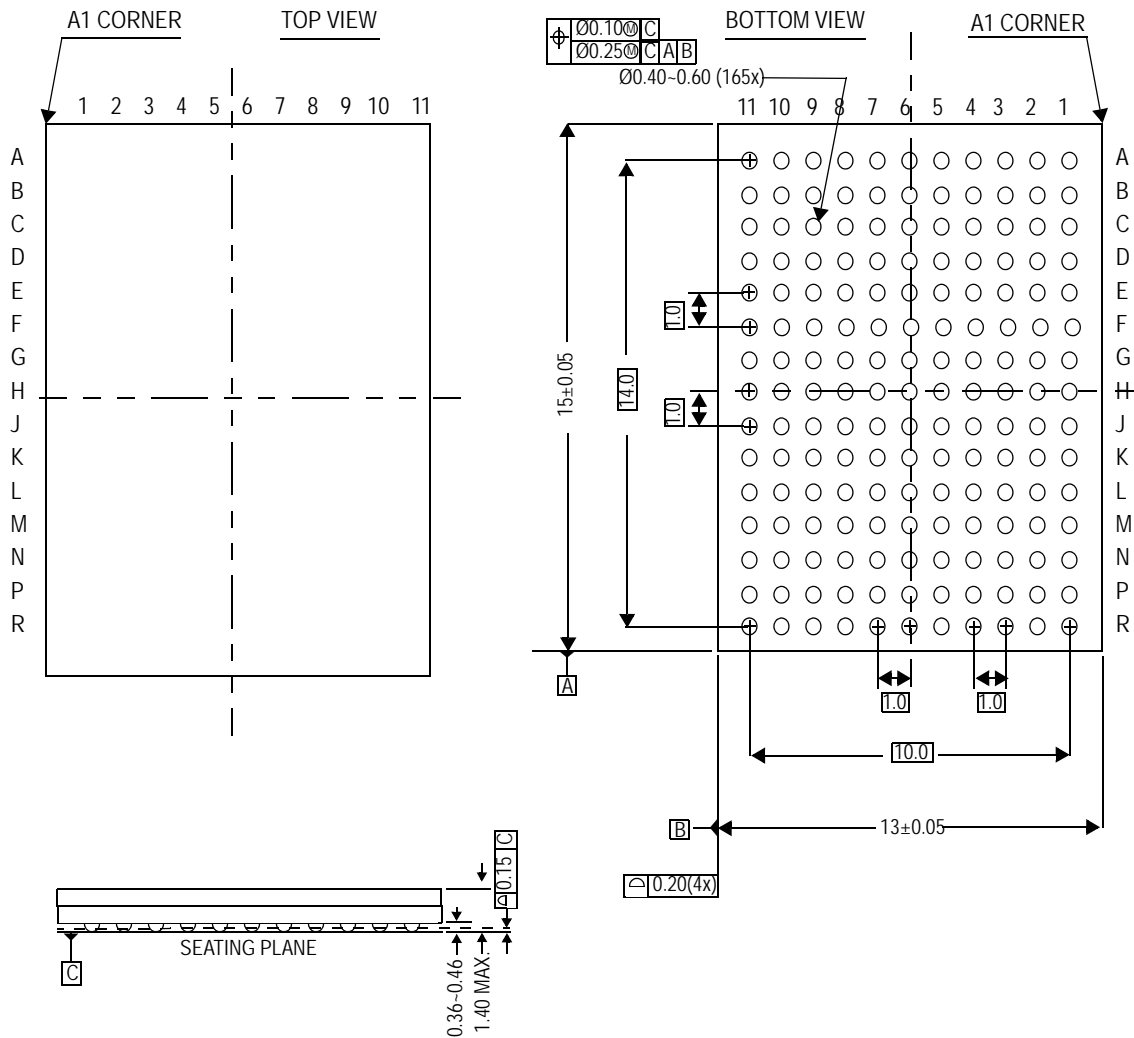 A1 CORNER
TOP VIEW
1 2 3 4 5 6 7 8 9 10 11
A
B
C
D
E
F
G
H
J
K
L
M
N
P
R
Ø0.10Ⓜ C
Ø0.25Ⓜ C A B
BOTTOM VIEW
A1 CORNER
Ø0.40~0.60 (165x)
11 10 9 8 7 6 5 4 3 2 1
A
B
C
D
E
F
G
H
J
K
L
M
N
P
R
15±0.05
14.0
1.0
1.0
A
1.0
1.0
10.0
B
13±0.05
0.20(4x)
0.15 C
SEATING PLANE
C
0.36~0.46
1.40 MAX.